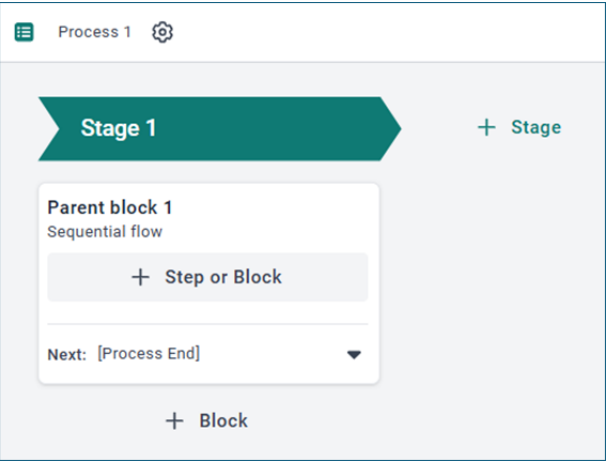 Process 1
Stage 1
+ Stage
Parent block 1
Sequential flow
+ Step or Block
Next: [Process End]
+ Block